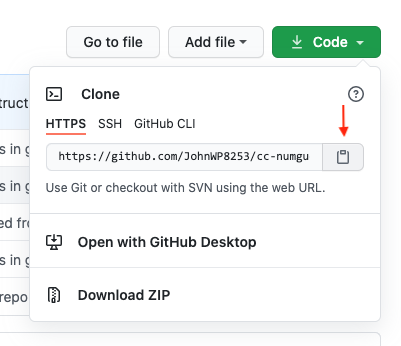 Go to file
Add file
Code
truct
Clone
HTTPS SSH GitHub CLI
s in g
https://github.com/JohnWP8253/cc-numgu
s in g
Use Git or checkout with SVN using the web URL.
ed fro
Open with GitHub Desktop
s in g
repo
Download ZIP